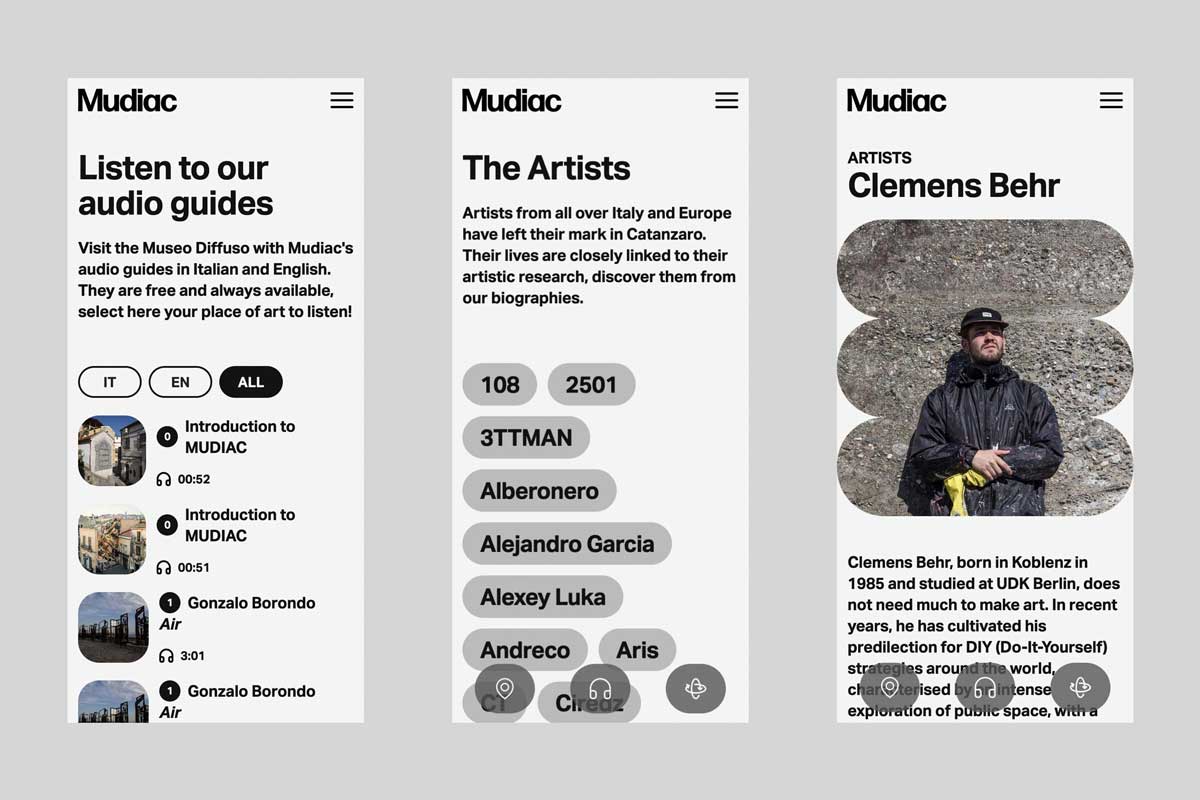 Mudiac
Listen to our
audio guides
Visit the Museo Diffuso with Mudiac's
audio guides in Italian and English.
They are free and always available,
select here your place of art to listen!
IT EN ALL
0 Introduction to
MUDIAC
00:52
0 Introduction to
MUDIAC
00:51
1 Gonzalo Borondo
Air
3:01
1 Gonzalo Borondo
Air
Mudiac
The Artists
Artists from all over Italy and Europe
have left their mark in Catanzaro.
Their lives are closely linked to their
artistic research, discover them from
our biographies.
108 2501
3TTMAN
Alberonero
Alejandro Garcia
Alexey Luka
Andreco Aris
CT Ciredz
Mudiac
ARTISTS
Clemens Behr
Clemens Behr, born in Koblenz in
1985 and studied at UDK Berlin, does
not need much to make art. In recent
years, he has cultivated his
predilection for DIY (Do-It-Yourself)
strategies around the world,
characterised by an intense
exploration of public space, with a